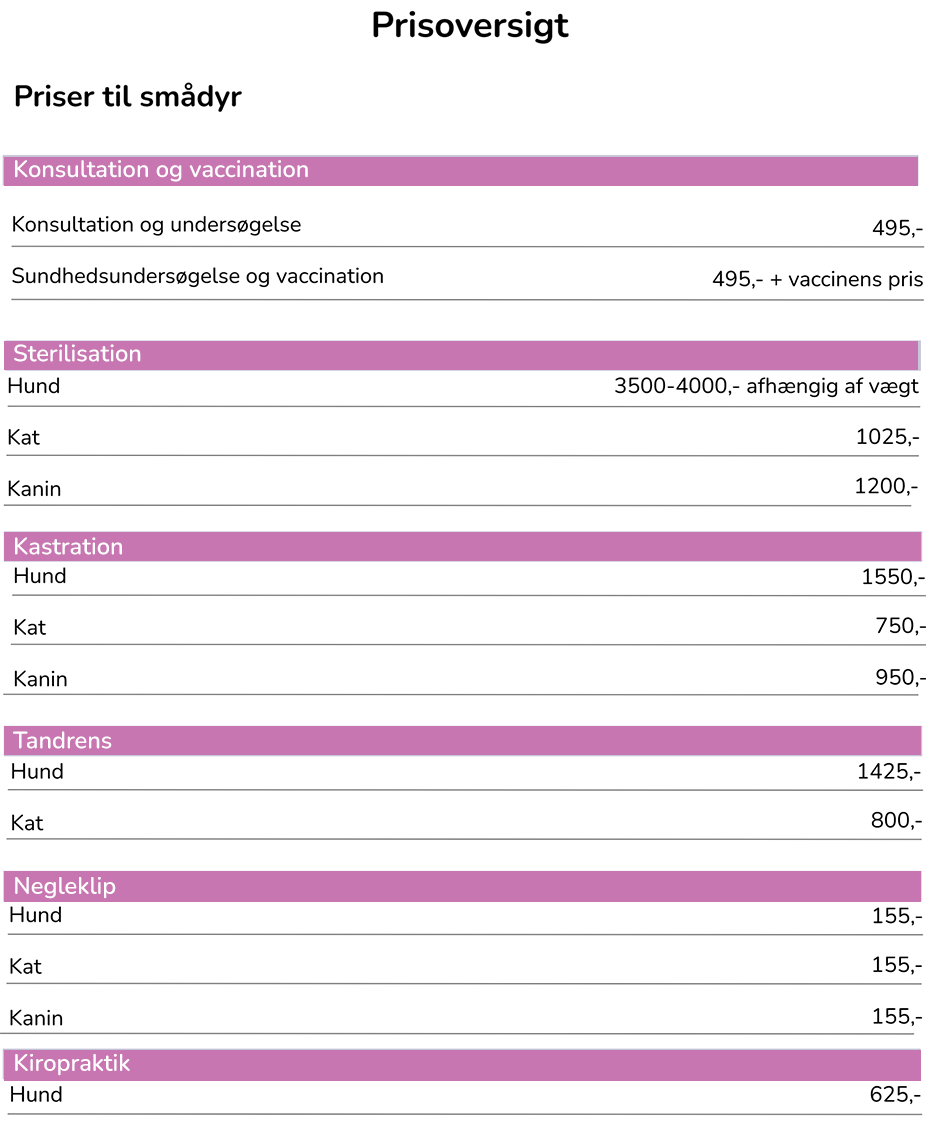 Prisoversigt
Priser til smådyr
Konsultation og vaccination
Konsultation og undersøgelse 495,-
Sundhedsundersøgelse og vaccination 495,- + vaccinens pris
Sterilisation
Hund 3500-4000,- afhængig af vægt
Kat 1025,-
Kanin 1200,-
Kastration
Hund 1550,-
Kat 750,-
Kanin 950,-
Tandrens
Hund 1425,-
Kat 800,-
Negleklip
Hund 155,-
Kat 155,-
Kanin 155,-
Kiropraktik
Hund 625,-